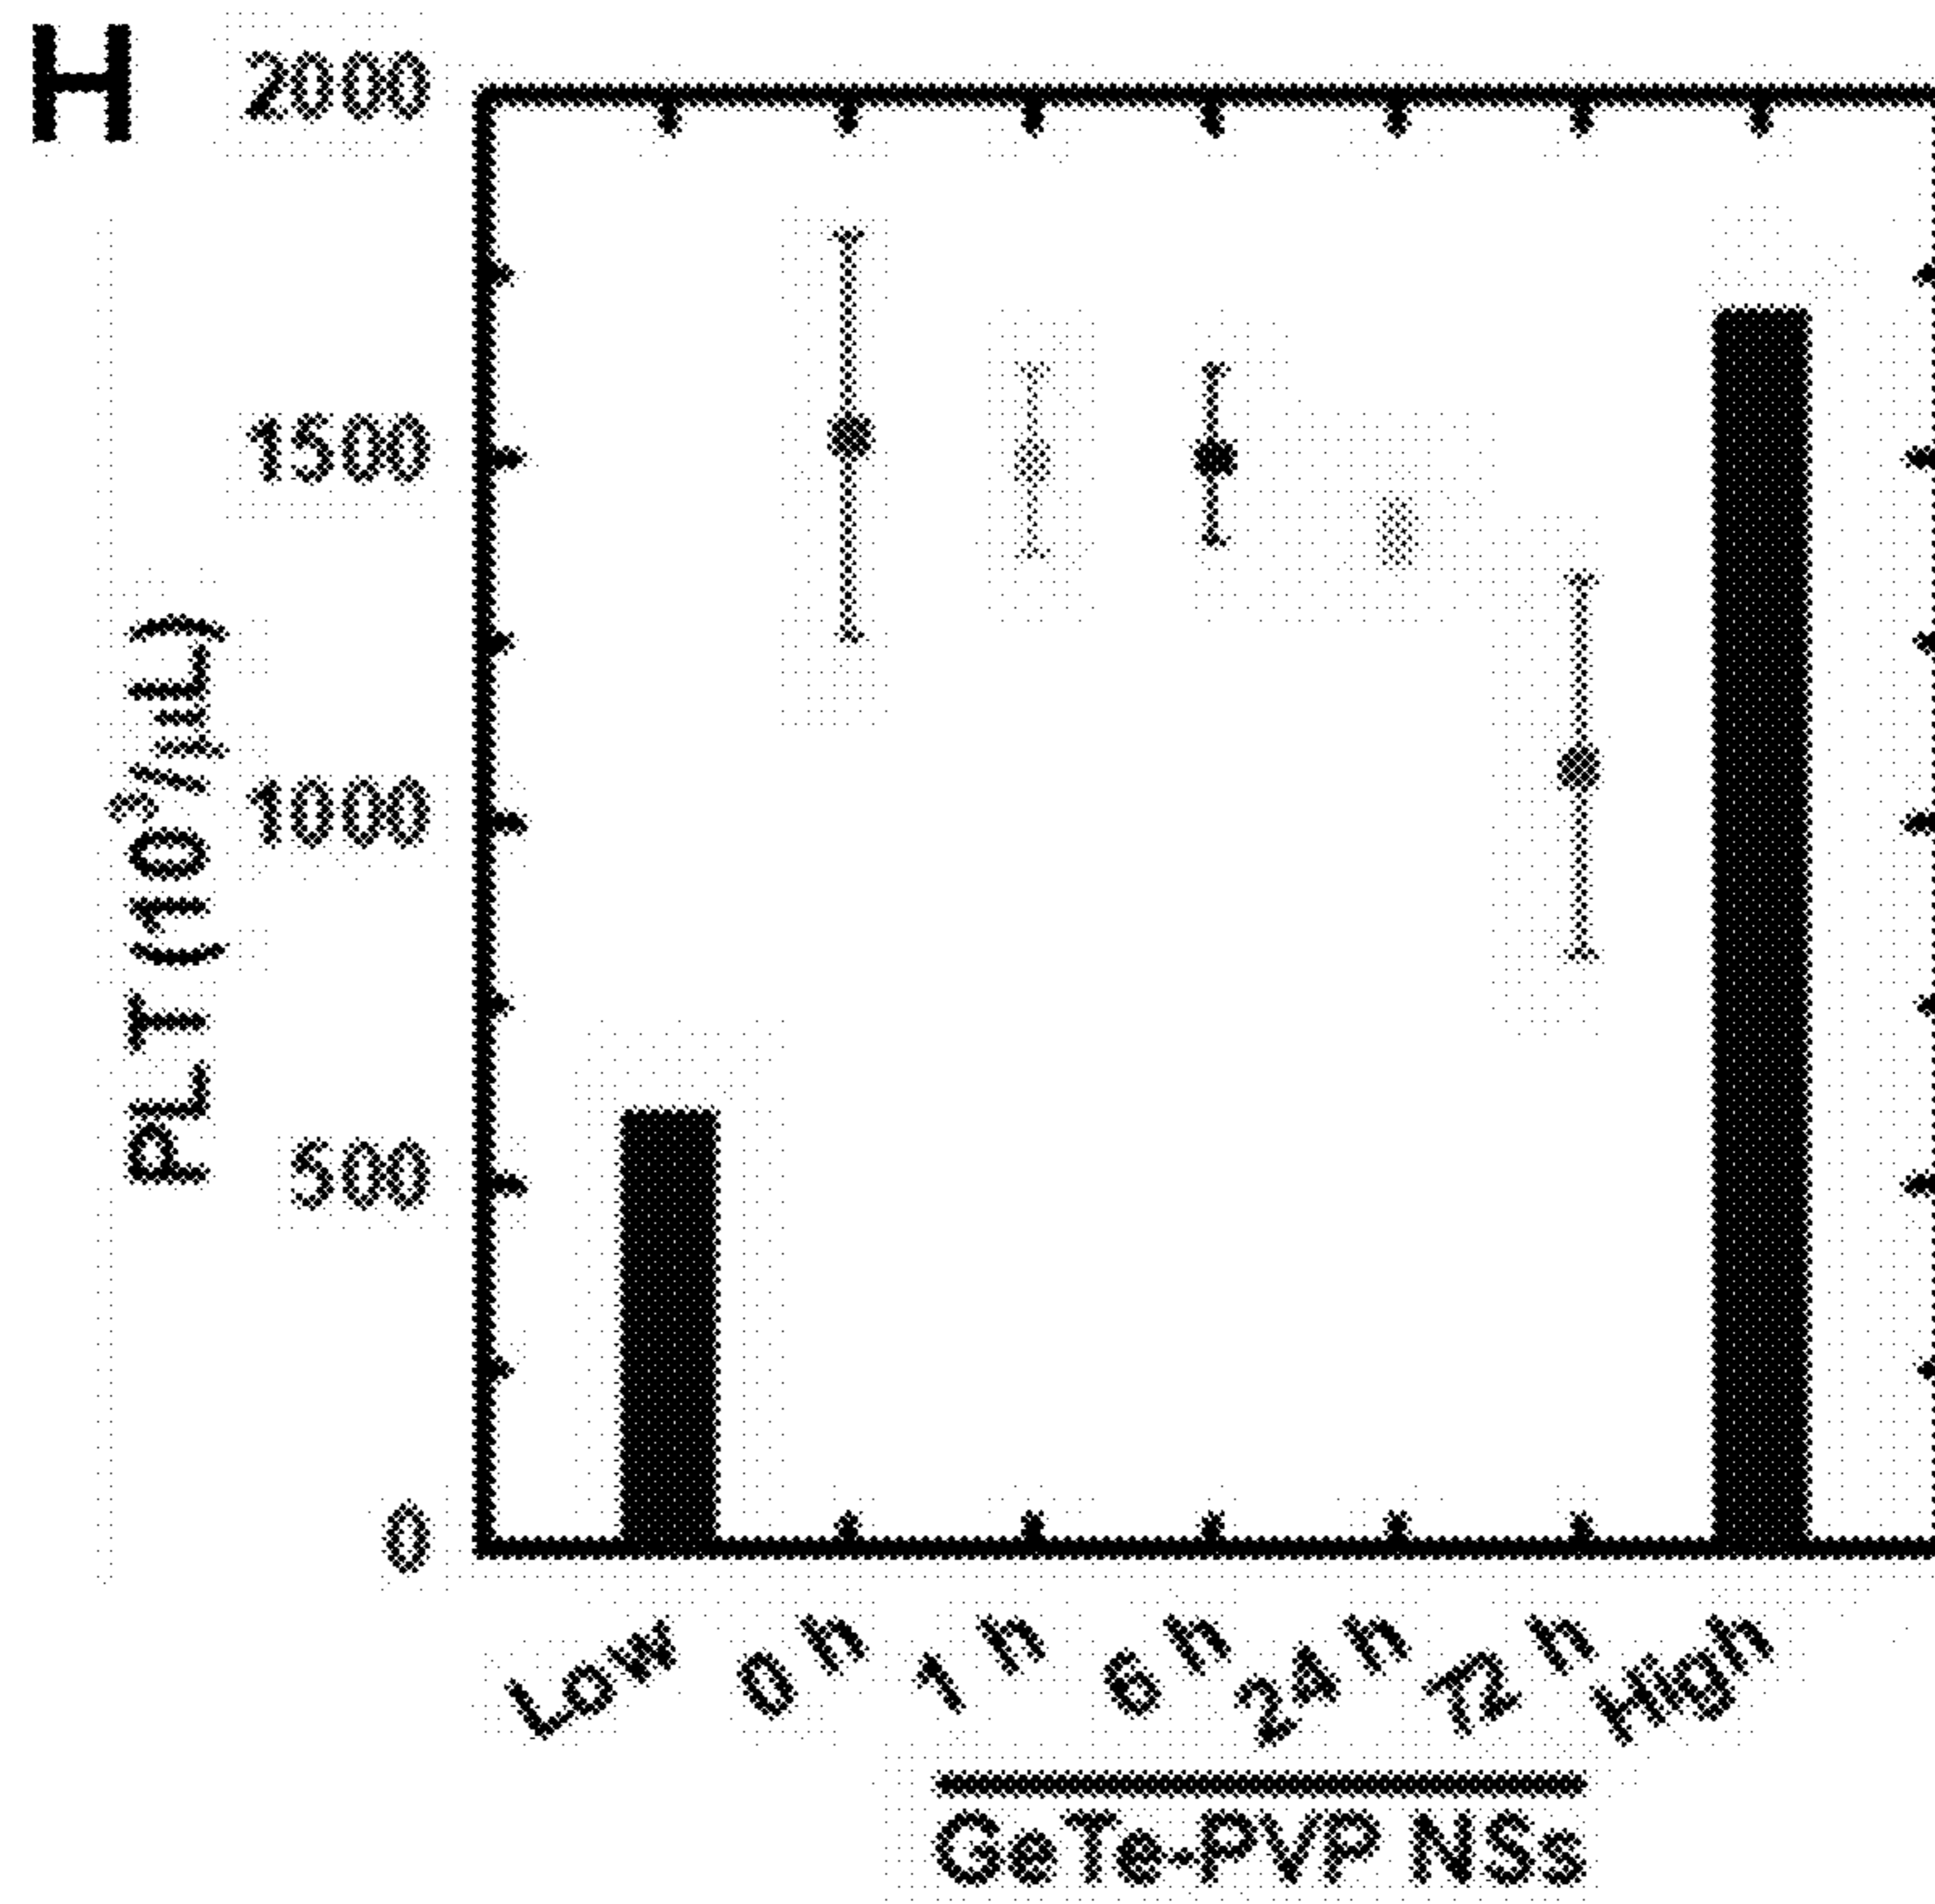 H
2000
1500
1000
500
0
PLT (10³/µL)
Low
0 h
1 h
6 h
24 h
72 h
High
GeTe-PVP NSs